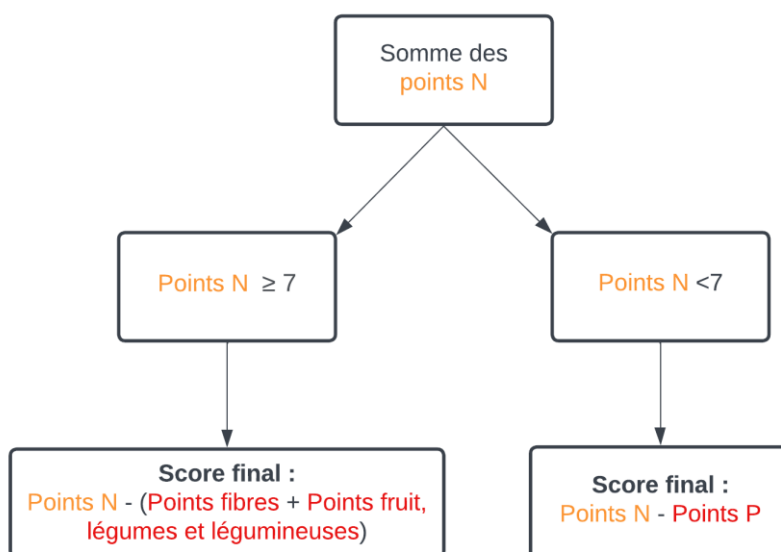 Somme des
points N
Points N ≥ 7
Points N <7
Score final :
Points N - (Points fibres + Points fruit,
légumes et légumineuses)
Score final :
Points N - Points P